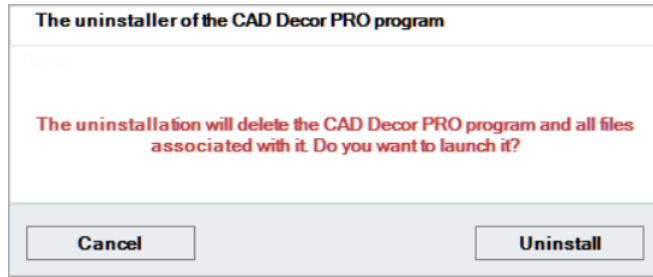 The uninstaller of the CAD Decor PRO program
The uninstallation will delete the CAD Decor PRO program and all files
associated with it. Do you want to launch it?
Cancel
Uninstall